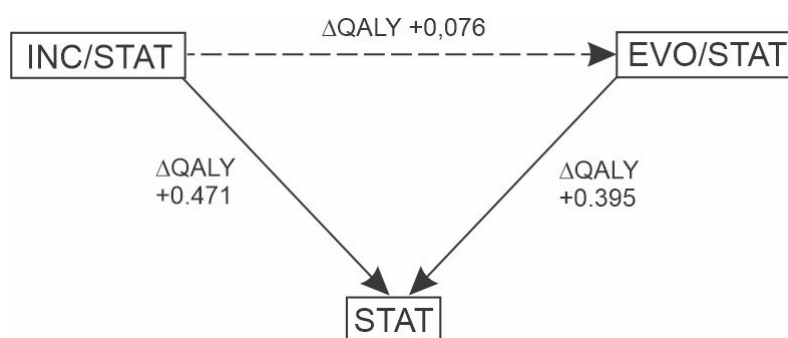 ΔQALY +0,076
INC/STAT
EVO/STAT
ΔQALY
+0.471
ΔQALY
+0.395
STAT